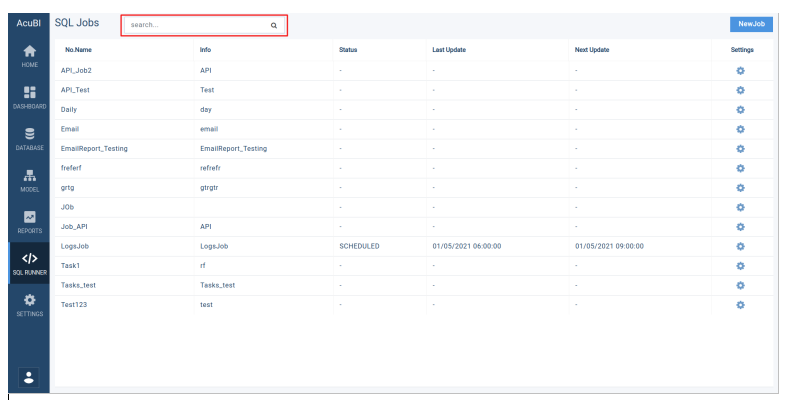 AcuBI
SQL Jobs
search...
NewJob
HOME
DASHBOARD
DATABASE
MODEL
REPORTS
SQL RUNNER
SETTINGS
No.Name Info Status Last Update Next Update Settings
API_Job2 API - - -
API_Test Test - - -
Daily day - - -
Email email - - -
EmailReport_Testing EmailReport_Testing - - -
freferf refrefr - - -
grtg gtrgtr - - -
JOb - - -
Job_API API - - -
LogsJob LogsJob SCHEDULED 01/05/2021 06:00:00 01/05/2021 09:00:00
Task1 rf - - -
Tasks_test Tasks_test - - -
Test123 test - - -